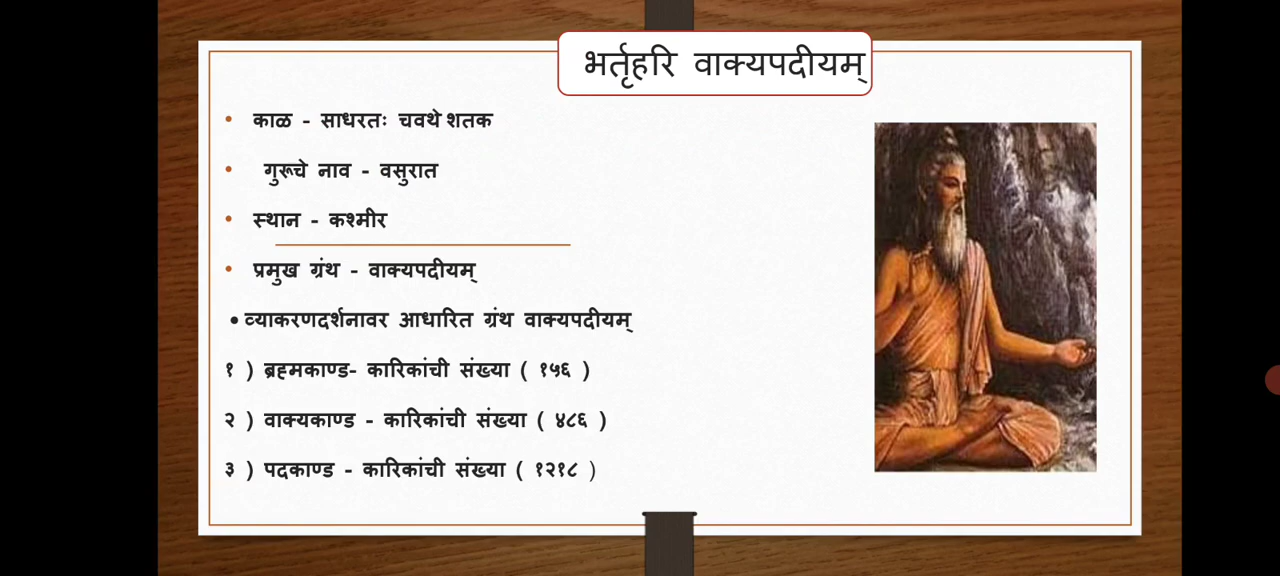 भर्तृहरि वाक्यपदीयम्
• काळ - साधरतः चवथे शतक
• गुरूचे नाव - वसुरात
• स्थान - कश्मीर
• प्रमुख ग्रंथ - वाक्यपदीयम्
• व्याकरणदर्शनावर आधारित ग्रंथ वाक्यपदीयम्
१ ) ब्रह्मकाण्ड- कारिकांची संख्या ( १५६ )
२ ) वाक्यकाण्ड - कारिकांची संख्या ( ४८६ )
३ ) पदकाण्ड - कारिकांची संख्या ( १२१८ )